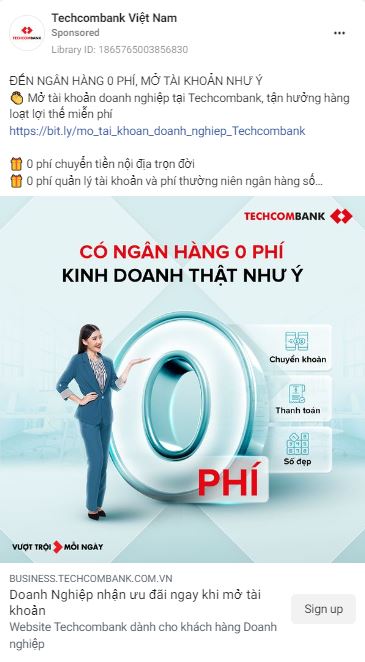 Techcombank Việt Nam
Sponsored
Library ID: 1865765003856830
TECHCOMBANK
ĐẾN NGÂN HÀNG 0 PHÍ, MỞ TÀI KHOẢN NHƯ Ý
👏 Mở tài khoản doanh nghiệp tại Techcombank, tận hưởng hàng
loạt lợi thế miễn phí
https://bit.ly/mo_tai_khoan_doanh_nghiep_Techcombank
🎁 0 phí chuyển tiền nội địa trọn đời
🎁 0 phí quản lý tài khoản và phí thường niên ngân hàng số...
TECHCOMBANK
CÓ NGÂN HÀNG 0 PHÍ
KINH DOANH THẬT NHƯ Ý
Chuyển khoản
Thanh toán
Số đẹp
0
PHÍ
VƯỢT TRỘI MỖI NGÀY
BUSINESS.TECHCOMBANK.COM.VN
Doanh Nghiệp nhận ưu đãi ngay khi mở tài
khoản
Website Techcombank dành cho khách hàng Doanh
nghiệp
Sign up